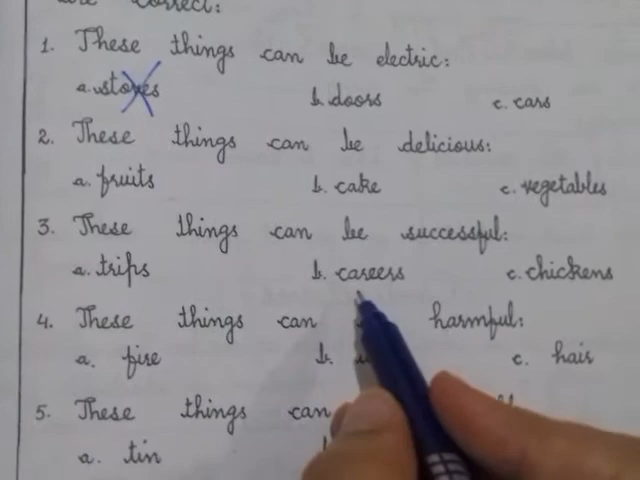 are correct:
1. These things can be electric:
a. stoves b. doors c. cars
2. These things can be delicious:
a. fruits b. cake c. vegetables
3. These things can be successful:
a. trips b. careers c. chickens
4. These things can harmful:
a. fire b. c. hair
5. These things can
a. tin